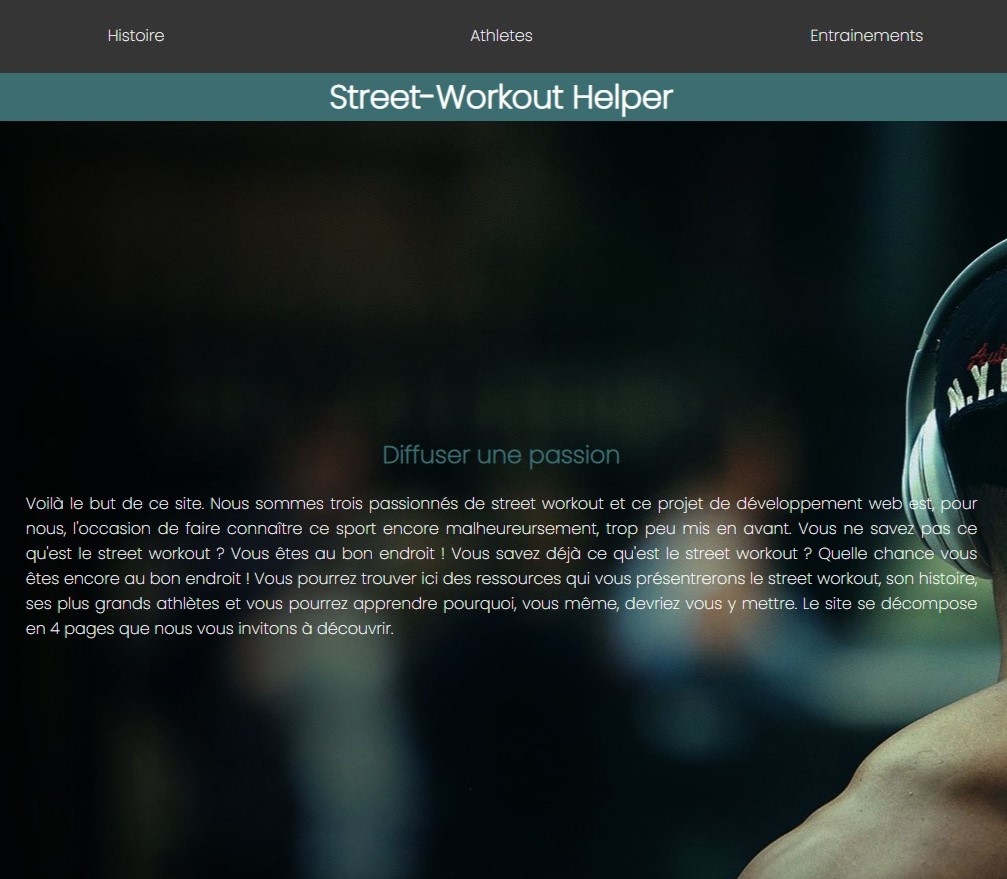 Histoire Athletes Entrainements
Street-Workout Helper
N.Y.
Diffuser une passion
Voilà le but de ce site. Nous sommes trois passionnés de street workout et ce projet de développement web est, pour
nous, l'occasion de faire connaître ce sport encore malheureursement, trop peu mis en avant. Vous ne savez pas ce
qu'est le street workout ? Vous êtes au bon endroit ! Vous savez déjà ce qu'est le street workout ? Quelle chance vous
êtes encore au bon endroit ! Vous pourrez trouver ici des ressources qui vous présentrerons le street workout, son histoire,
ses plus grands athlètes et vous pourrez apprendre pourquoi, vous même, devriez vous y mettre. Le site se décompose
en 4 pages que nous vous invitons à découvrir.